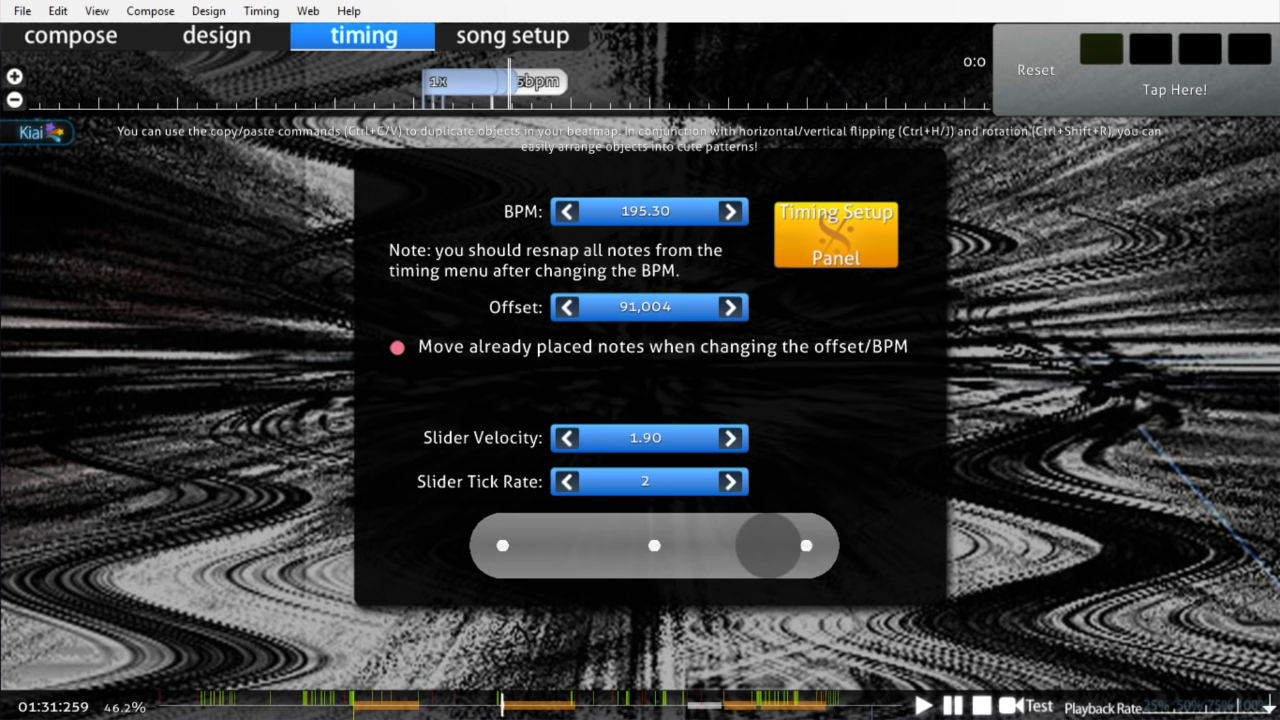 File Edit View Compose Design Timing Web Help
compose design timing song setup
1x 5bpm
0:0
Reset
Tap Here!
Kiai
You can use the copy/paste commands (Ctrl+C/V) to duplicate objects in your beatmap. In conjunction with horizontal/vertical flipping (Ctrl+H/J) and rotation (Ctrl+Shift+R), you can
easily arrange objects into cute patterns!
BPM: 195.30
Timing Setup
Panel
Note: you should resnap all notes from the
timing menu after changing the BPM.
Offset: 91,004
Move already placed notes when changing the offset/BPM
Slider Velocity: 1.90
Slider Tick Rate: 2
01:31:259 46.2% Test Playback Rate 25% 50% 75%